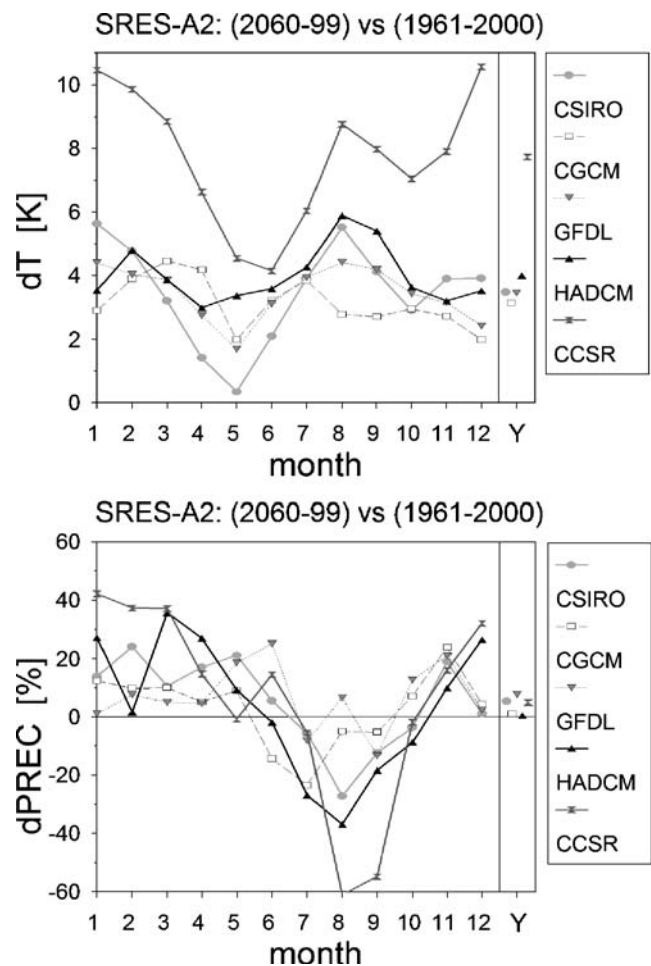 SRES-A2: (2060-99) vs (1961-2000)
10
8
6
4
2
0
dT [K]
1 2 3 4 5 6 7 8 9 10 11 12 Y
month
CSIRO
CGCM
GFDL
HADCM
CCSR
SRES-A2: (2060-99) vs (1961-2000)
60
40
20
0
-20
-40
-60
dPREC [%]
1 2 3 4 5 6 7 8 9 10 11 12 Y
month
CSIRO
CGCM
GFDL
HADCM
CCSR